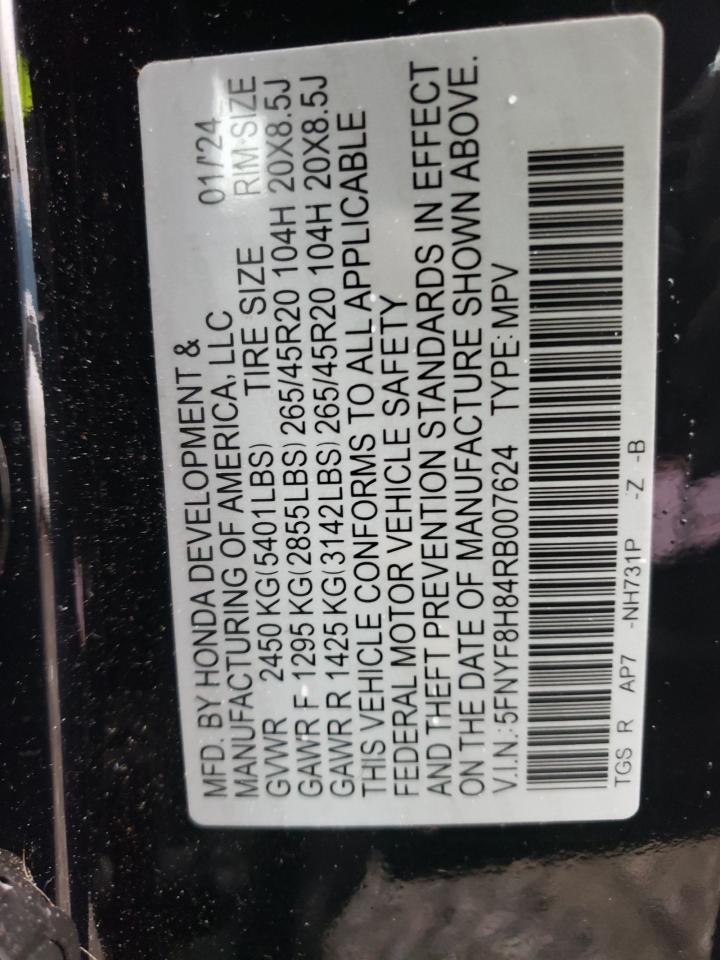 MFD. BY HONDA DEVELOPMENT &
MANUFACTURING OF AMERICA, LLC 01/'24
GVWR 2450 KG(5401LBS) TIRE SIZE RIM SIZE
GAWR F 1295 KG(2855LBS) 265/45R20 104H 20X8.5J
GAWR R 1425 KG(3142LBS) 265/45R20 104H 20X8.5J
THIS VEHICLE CONFORMS TO ALL APPLICABLE
FEDERAL MOTOR VEHICLE SAFETY
AND THEFT PREVENTION STANDARDS IN EFFECT
ON THE DATE OF MANUFACTURE SHOWN ABOVE.
V.I.N.:5FNYF8H84RB007624 TYPE:MPV
TGS R AP7 -NH731P -Z -B